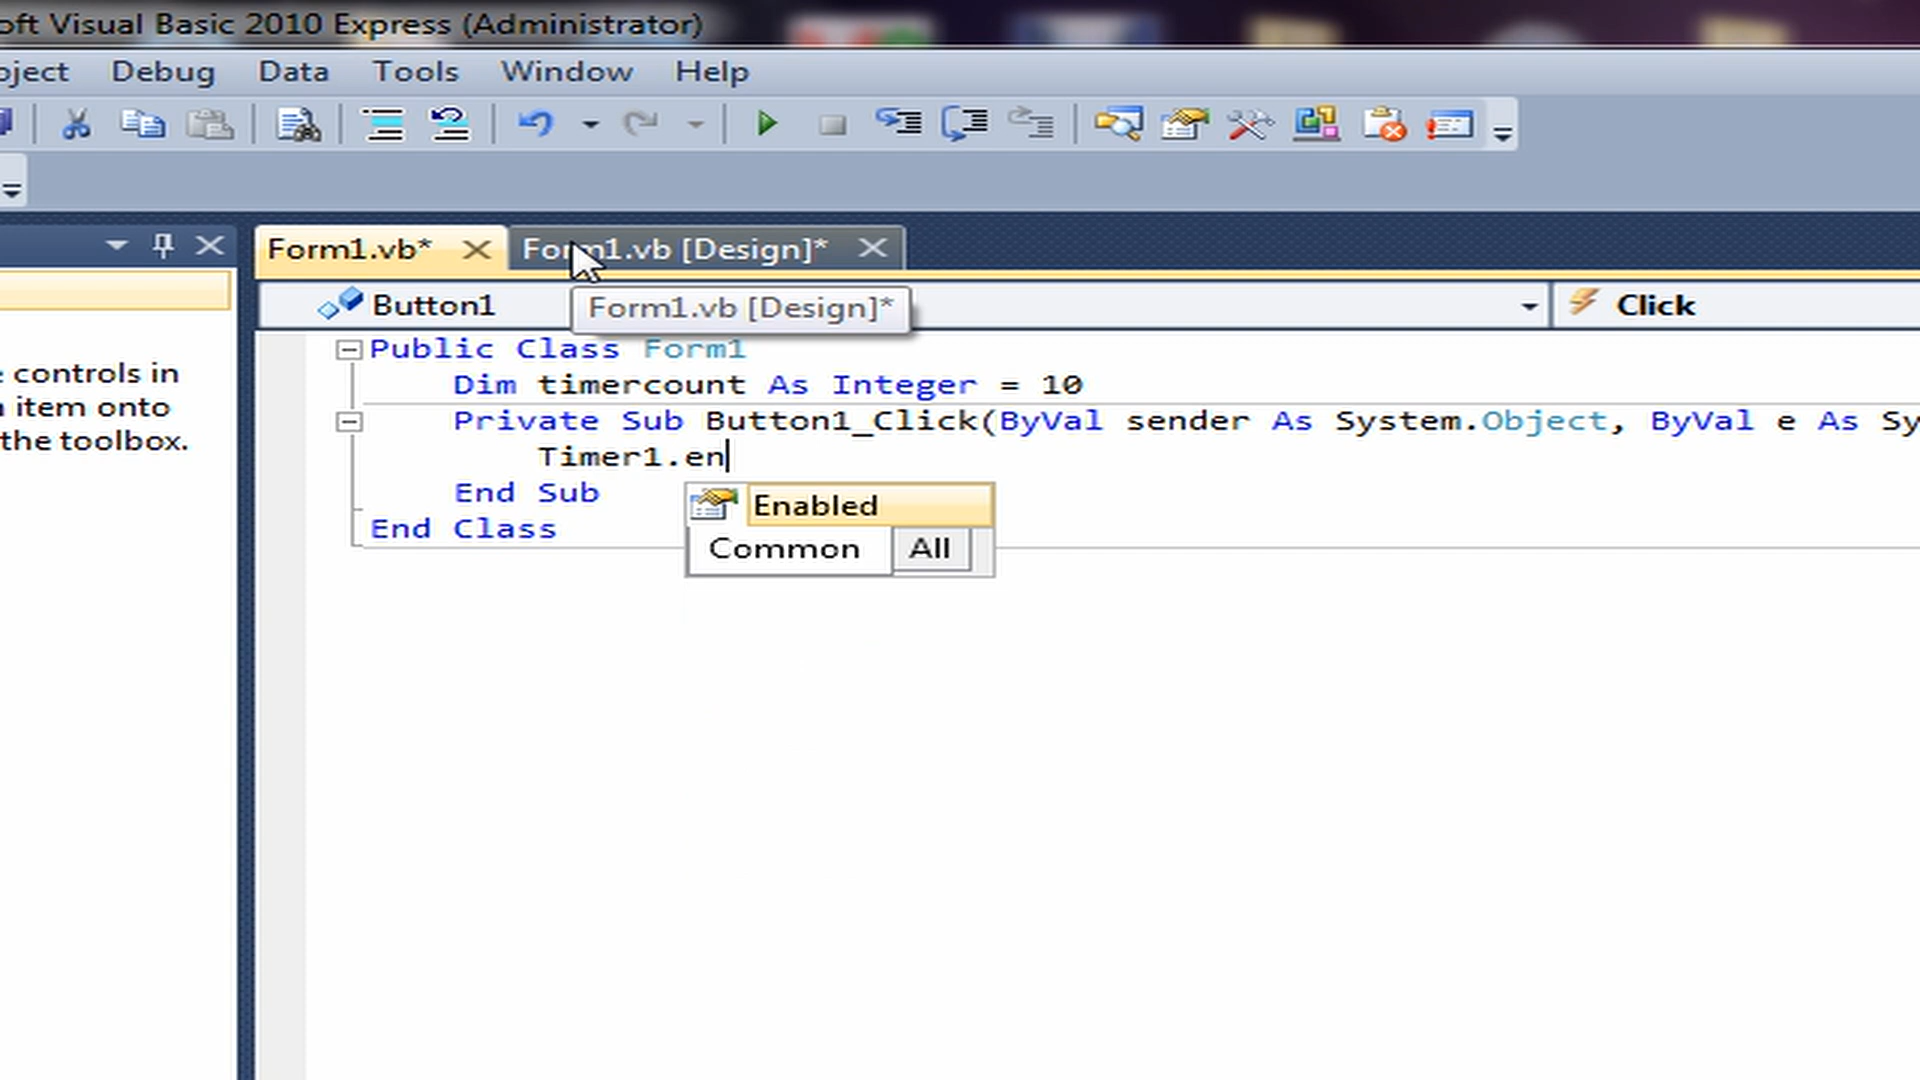 oft Visual Basic 2010 Express (Administrator)
oject Debug Data Tools Window Help
Form1.vb* Form1.vb [Design]*
Button1 Click
Form1.vb [Design]*
controls in
item onto
the toolbox.
Public Class Form1
Dim timercount As Integer = 10
Private Sub Button1_Click(ByVal sender As System.Object, ByVal e As Sy
Timer1.en
End Sub
End Class
Enabled
Common All